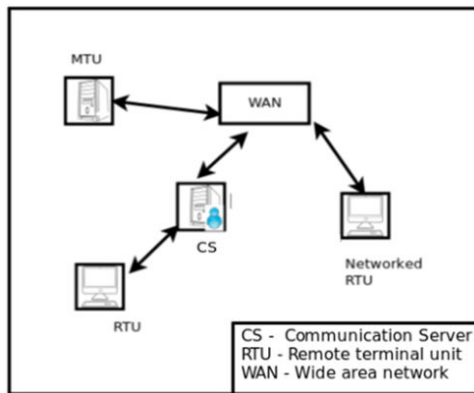 MTU
WAN
CS
Networked
RTU
RTU
CS - Communication Server
RTU - Remote terminal unit
WAN - Wide area network